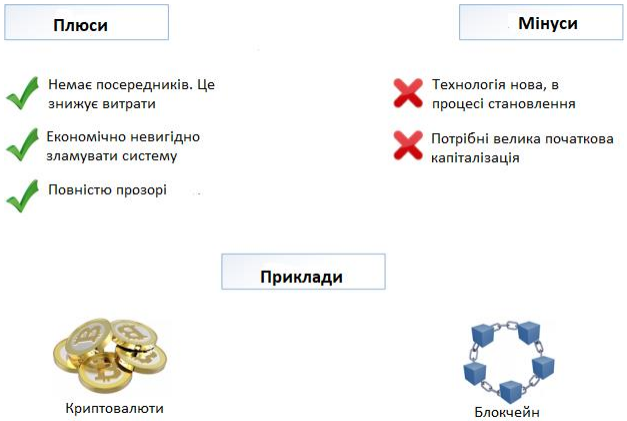 Плюси
Мінуси
Немає посередників. Це
знижує витрати
Економічно невигідно
зламувати систему
Повністю прозорі
Технологія нова, в
процесі становлення
Потрібні велика початкова
капіталізація
Приклади
Криптовалюти
Блокчейн